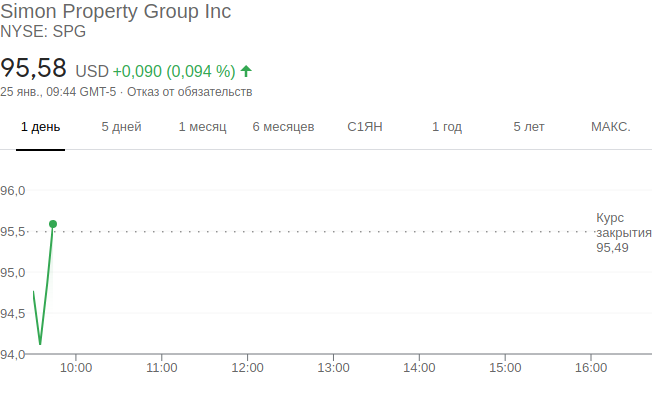 Simon Property Group Inc
NYSE: SPG
95,58 USD +0,090 (0,094 %)
25 янв., 09:44 GMT-5 · Отказ от обязательств
1 день 5 дней 1 месяц 6 месяцев С1ЯН 1 год 5 лет МАКС.
96,0
95,5
95,0
94,5
94,0
Курс
закрытия
95,49
10:00 11:00 12:00 13:00 14:00 15:00 16:00